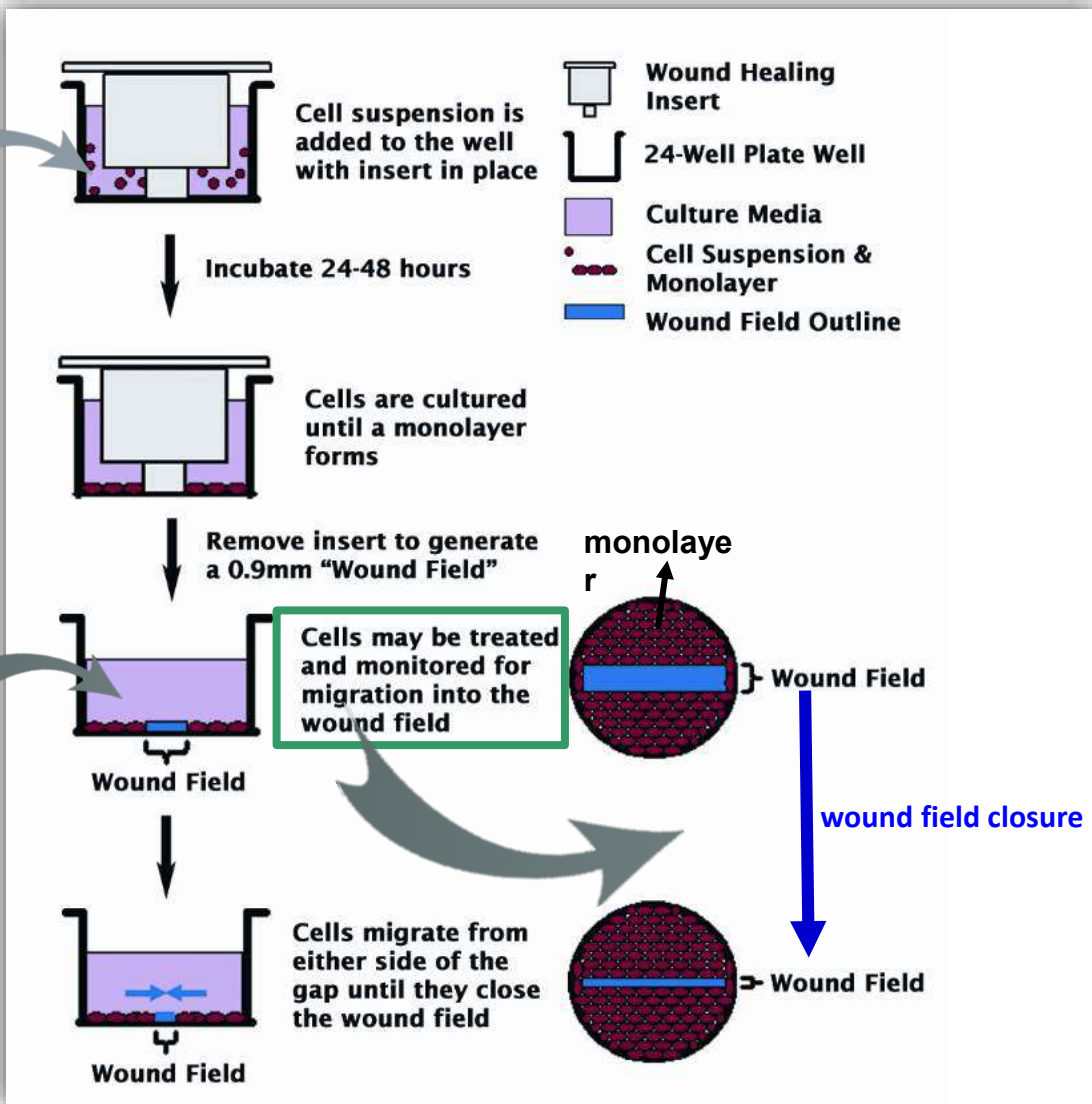 Cell suspension is
added to the well
with insert in place
Wound Healing
Insert
24-Well Plate Well
Culture Media
Cell Suspension &
Monolayer
Wound Field Outline
Incubate 24-48 hours
Cells are cultured
until a monolayer
forms
Remove insert to generate
a 0.9mm “Wound Field”
monolaye
r
Cells may be treated
and monitored for
migration into the
wound field
Wound Field
Wound Field
wound field closure
Cells migrate from
either side of the
gap until they close
the wound field
Wound Field
Wound Field